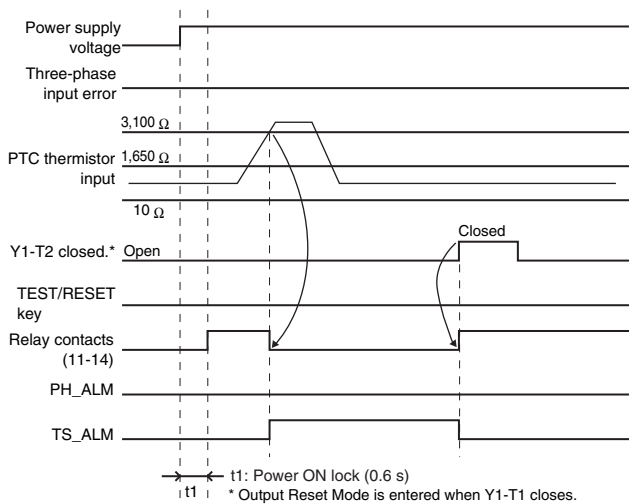 Power supply
voltage
Three-phase
input error
3,100 Ω
1,650 Ω
PTC thermistor
input
10 Ω
Closed
Y1-T2 closed.* Open
TEST/RESET
key
Relay contacts
(11-14)
PH_ALM
TS_ALM
t1
t1: Power ON lock (0.6 s)
* Output Reset Mode is entered when Y1-T1 closes.